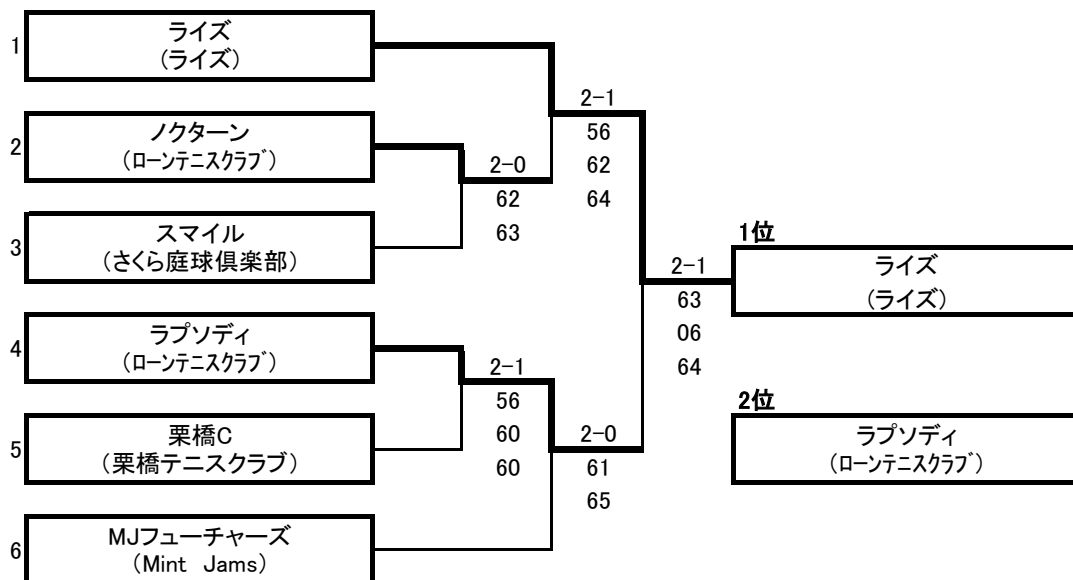 1
ライズ
(ライズ)
2
ノクターン
(ローンテニスクラブ)
3
スマイル
(さくら庭球倶楽部)
4
ラプソディ
(ローンテニスクラブ)
5
栗橋C
(栗橋テニスクラブ)
6
MJフューチャーズ
(Mint Jams)
2-0
62
63
2-1
56
60
60
2-1
56
62
64
2-0
61
65
2-1
63
06
64
1位
ライズ
(ライズ)
2位
ラプソディ
(ローンテニスクラブ)